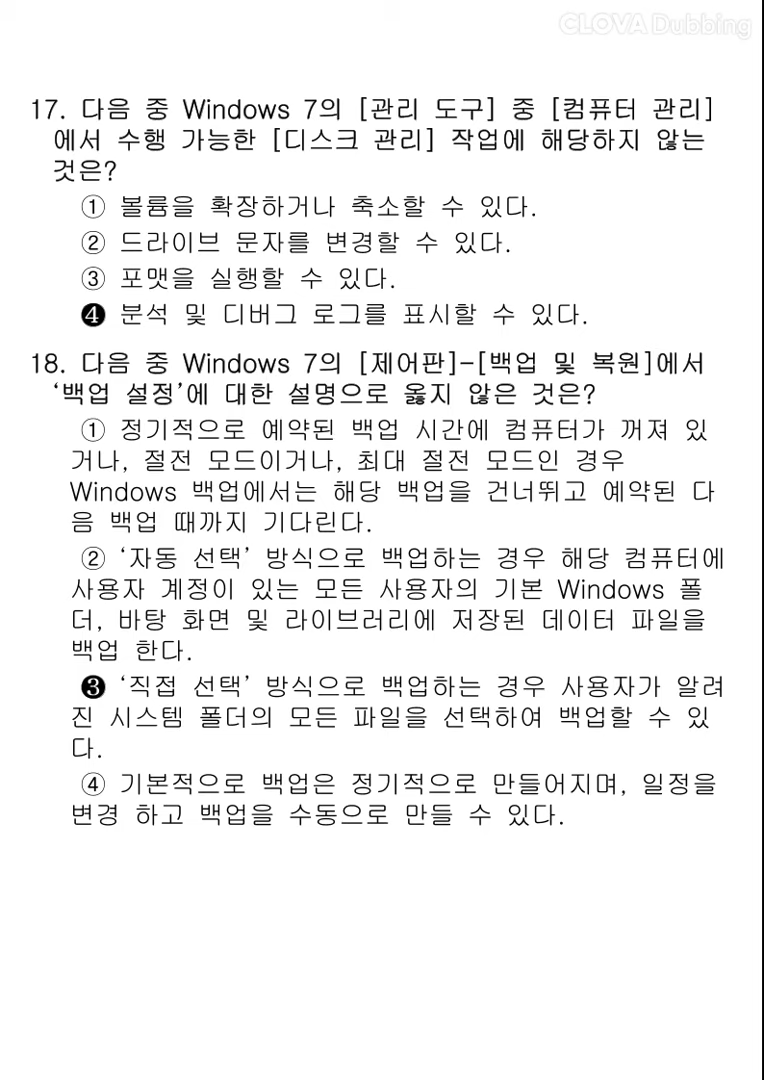 CLOVA Dubbing
17. 다음 중 Windows 7의 [관리 도구] 중 [컴퓨터 관리]
에서 수행 가능한 [디스크 관리] 작업에 해당하지 않는
것은?
① 볼륨을 확장하거나 축소할 수 있다.
② 드라이브 문자를 변경할 수 있다.
③ 포맷을 실행할 수 있다.
❹ 분석 및 디버그 로그를 표시할 수 있다.
18. 다음 중 Windows 7의 [제어판]-[백업 및 복원]에서
‘백업 설정’에 대한 설명으로 옳지 않은 것은?
① 정기적으로 예약된 백업 시간에 컴퓨터가 꺼져 있
거나, 절전 모드이거나, 최대 절전 모드인 경우
Windows 백업에서는 해당 백업을 건너뛰고 예약된 다
음 백업 때까지 기다린다.
② ‘자동 선택’ 방식으로 백업하는 경우 해당 컴퓨터에
사용자 계정이 있는 모든 사용자의 기본 Windows 폴
더, 바탕 화면 및 라이브러리에 저장된 데이터 파일을
백업 한다.
❸ ‘직접 선택’ 방식으로 백업하는 경우 사용자가 알려
진 시스템 폴더의 모든 파일을 선택하여 백업할 수 있
다.
④ 기본적으로 백업은 정기적으로 만들어지며, 일정을
변경 하고 백업을 수동으로 만들 수 있다.